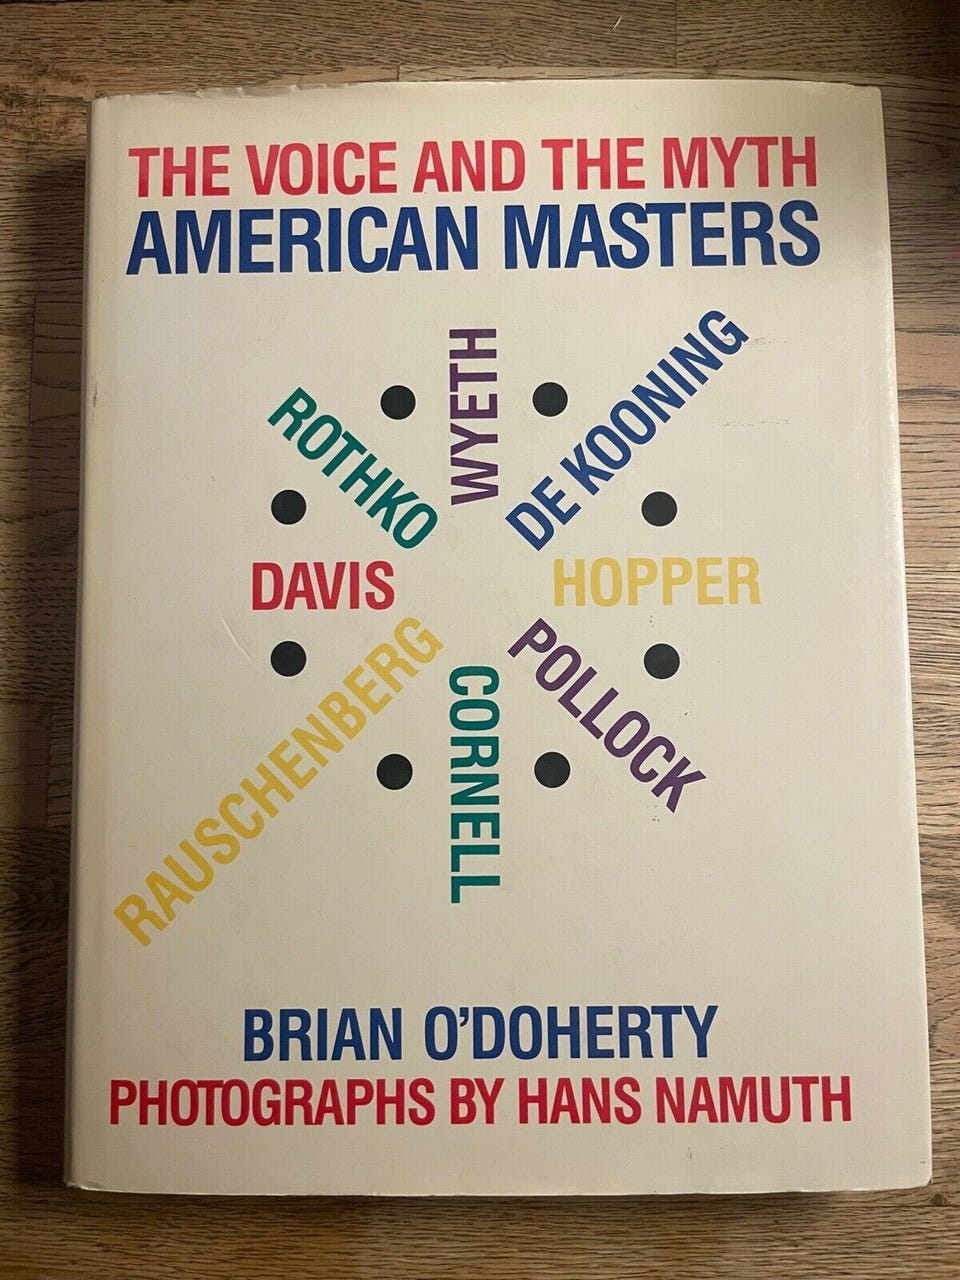 THE VOICE AND THE MYTH
AMERICAN MASTERS
WYETH
DE KOONING
ROTHKO
DAVIS
HOPPER
RAUSCHENBERG
CORNELL
POLLOCK
BRIAN O'DOHERTY
PHOTOGRAPHS BY HANS NAMUTH